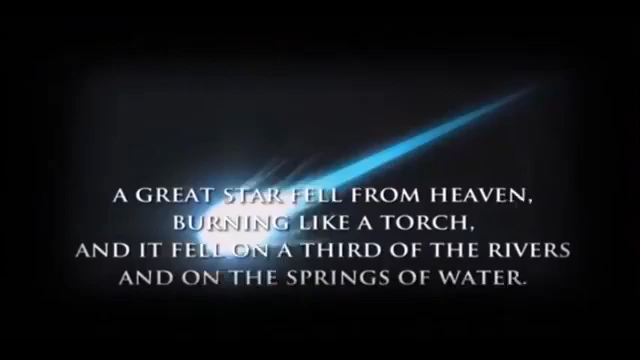 A GREAT STAR FELL FROM HEAVEN,
BURNING LIKE A TORCH,
AND IT FELL ON A THIRD OF THE RIVERS
AND ON THE SPRINGS OF WATER.